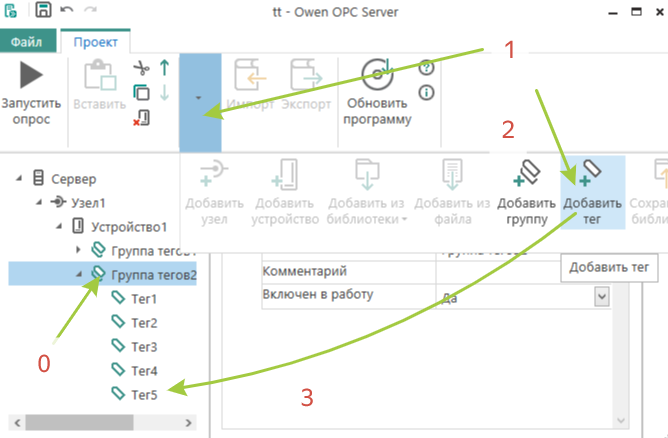 tt - Owen OPC Server
Файл
Проект
1
Запустить
опрос
Вставить
Импорт
Экспорт
Обновить
программу
2
Добавить
узел
Добавить
устройство
Добавить из
библиотеки
Добавить из
файла
Добавить
группу
Добавить
тег
Сохра
библи
Сервер
Узел1
Устройство1
Группа тегов1
Группа тегов2
Тег1
Тег2
Тег3
Тег4
Тег5
0
Группа тегов2
Комментарий
Включен в работу
Да
Добавить тег
3